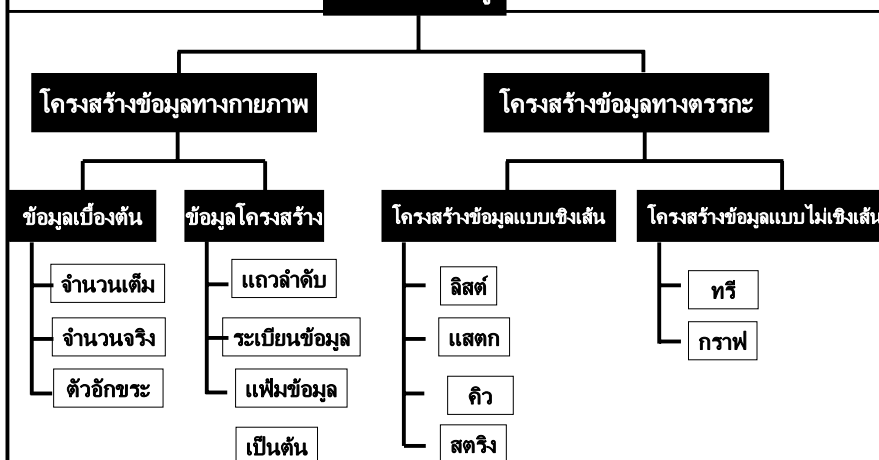 โครงสร้างข้อมูลทางกายภาพ
โครงสร้างข้อมูลทางตรรกะ
ข้อมูลเบื้องต้น
ข้อมูลโครงสร้าง
โครงสร้างข้อมูลแบบเชิงเส้น
โครงสร้างข้อมูลแบบไม่เชิงเส้น
จำนวนเต็ม
จำนวนจริง
ตัวอักขระ
แถวลำดับ
ระเบียนข้อมูล
แฟ้มข้อมูล
เป็นต้น
ลิสต์
แสตก
คิว
สตริง
ทรี
กราฟ